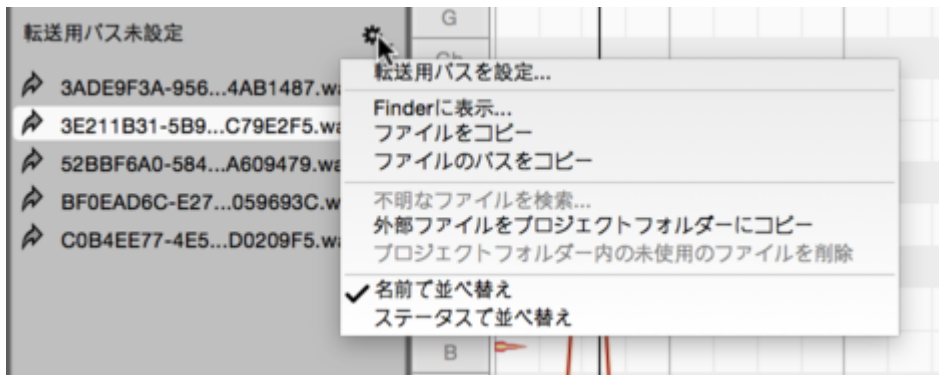 転送用パス未設定
G
転送用パスを設定...
3ADE9F3A-956...4AB1487.wa
Finderに表示...
3E211B31-5B9...C79E2F5.wa
ファイルをコピー
ファイルのパスをコピー
52BBF6A0-584...A609479.wa
不明なファイルを検索...
BF0EAD6C-E27...059693C.w
外部ファイルをプロジェクトフォルダーにコピー
C0B4EE77-4E5...D0209F5.wa
プロジェクトフォルダー内の未使用のファイルを削除
名前で並べ替え
ステータスで並べ替え
B